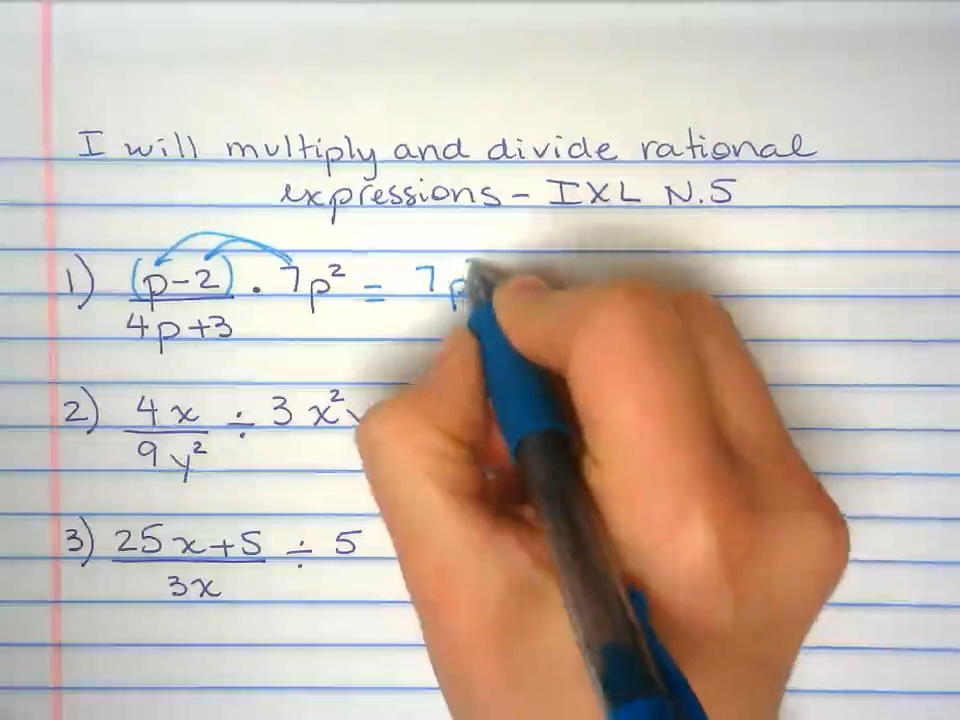 I will multiply and divide rational
expressions - IXL N.5
1) (p-2)/4p+3 · 7p² = 7p
2) 4x/9y² ÷ 3x²
3) 25x+5/3x ÷ 5